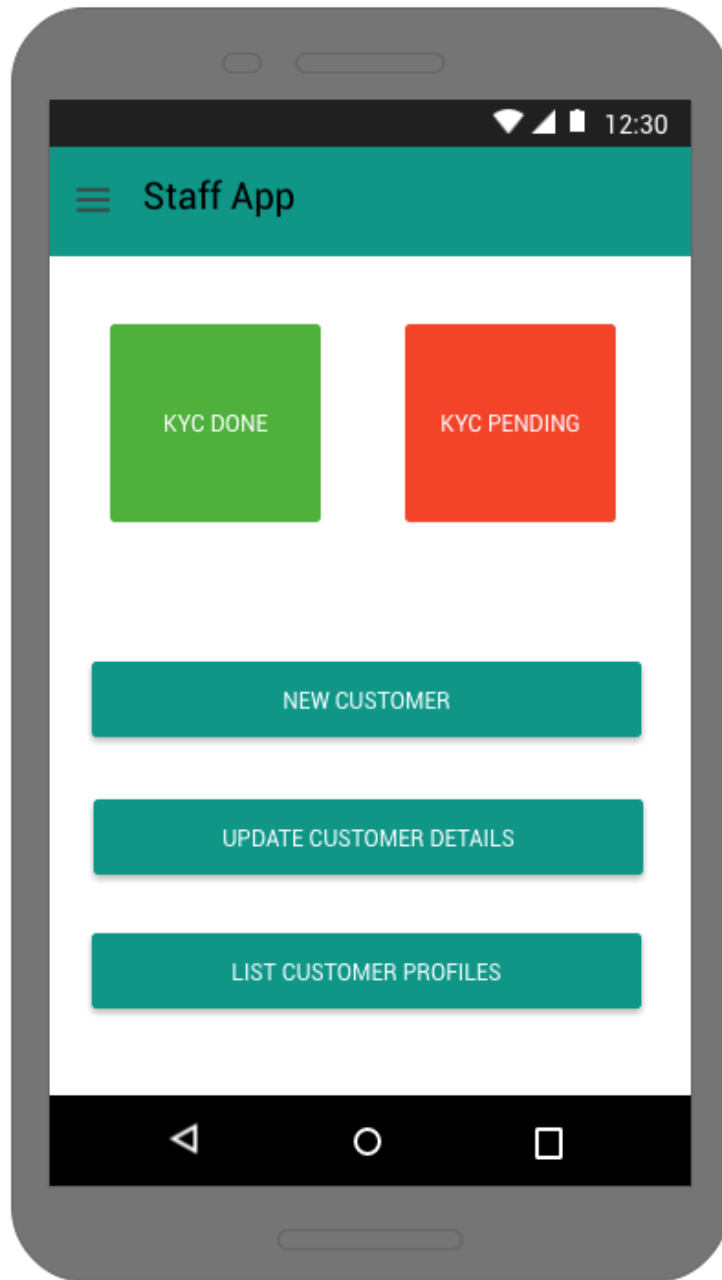 12:30
Staff App
KYC DONE
KYC PENDING
NEW CUSTOMER
UPDATE CUSTOMER DETAILS
LIST CUSTOMER PROFILES